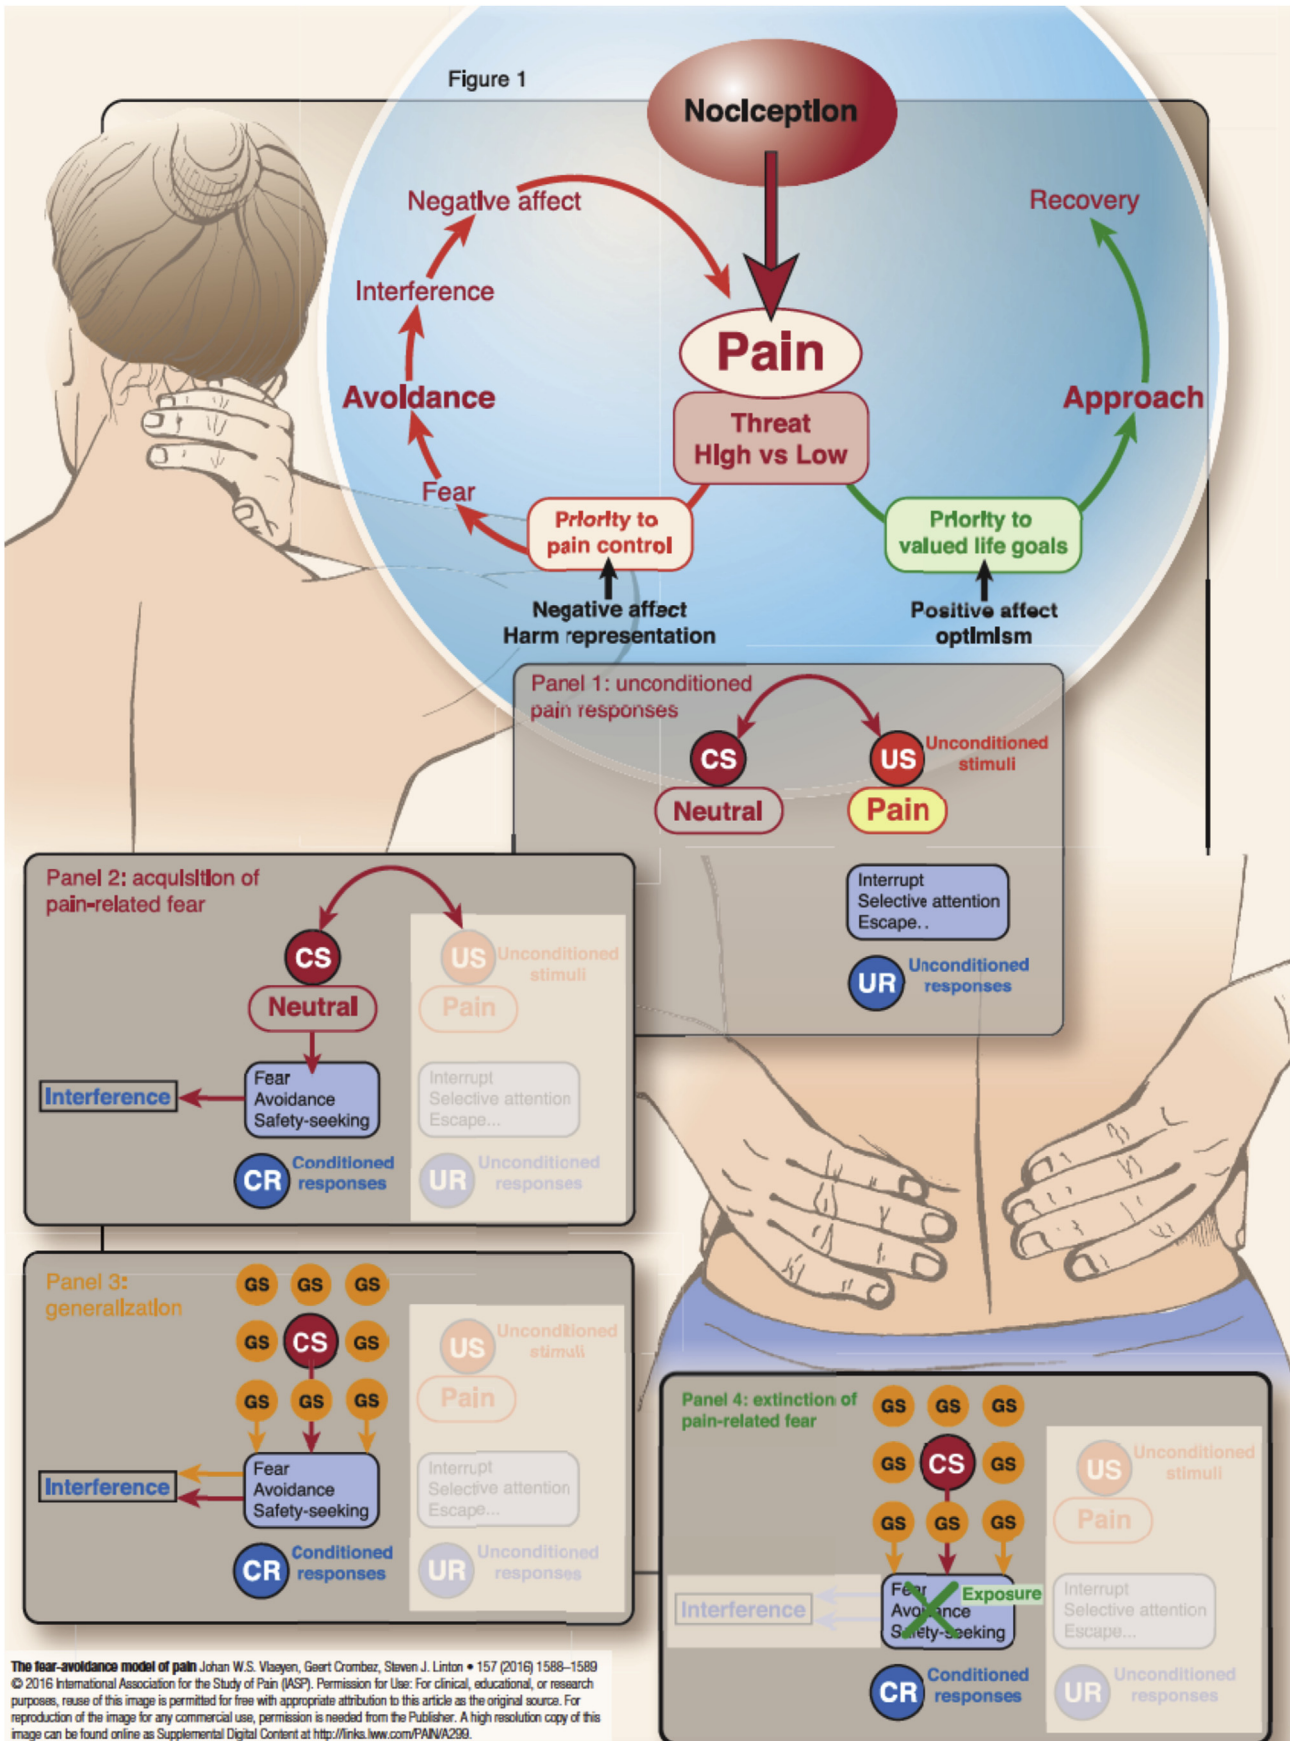 Figure 1
Nociception
Negative affect
Recovery
Interference
Pain
Avoidance
Approach
Threat
High vs Low
Fear
Priority to
pain control
Priority to
valued life goals
Negative affect
Harm representation
Positive affect
optimism
Panel 1: unconditioned
pain responses
CS
US
Unconditioned
stimuli
Neutral
Pain
Interrupt
Selective attention
Escape..
UR
Unconditioned
responses
Panel 2: acquisition of
pain-related fear
CS
US
Unconditioned
stimuli
Neutral
Pain
Interference
Fear
Avoidance
Safety-seeking
Interrupt
Selective attention
Escape...
CR
Conditioned
responses
UR
Unconditioned
responses
Panel 3:
generalization
GS GS GS
GS CS GS
GS GS GS
US
Unconditioned
stimuli
Pain
Interference
Fear
Avoidance
Safety-seeking
Interrupt
Selective attention
Escape...
CR
Conditioned
responses
UR
Unconditioned
responses
Panel 4: extinction of
pain-related fear
GS GS GS
GS CS GS
GS GS GS
US
Unconditioned
stimuli
Pain
Interference
Fear
Avoidance
Safety-seeking
Exposure
Interrupt
Selective attention
Escape...
CR
Conditioned
responses
UR
Unconditioned
responses
The fear-avoidance model of pain Johan W.S. Vlaeyen, Geert Crombez, Steven J. Linton • 157 (2016) 1588–1589
© 2016 International Association for the Study of Pain (IASP). Permission for Use: For clinical, educational, or research
purposes, reuse of this image is permitted for free with appropriate attribution to this article as the original source. For
reproduction of the image for any commercial use, permission is needed from the Publisher. A high resolution copy of this
image can be found online as Supplemental Digital Content at http://links.lww.com/PAIN/A299.